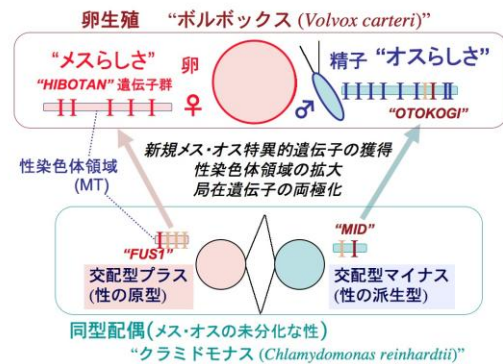 卵生殖 “ボルボックス (Volvox carteri)”
“メスらしさ” 卵 精子 “オスらしさ”
“HIBOTAN” 遺伝子群
♀ ♂
“OTOKOGI”
新規メス・オス特異的遺伝子の獲得
性染色体領域の拡大
局在遺伝子の両極化
性染色体領域
(MT)
“FUS1” “MID”
交配型プラス
(性の原型)
交配型マイナス
(性の派生型)
同型配偶(メス・オスの未分化な性)
“クラミドモナス (Chlamydomonas reinhardtii)”